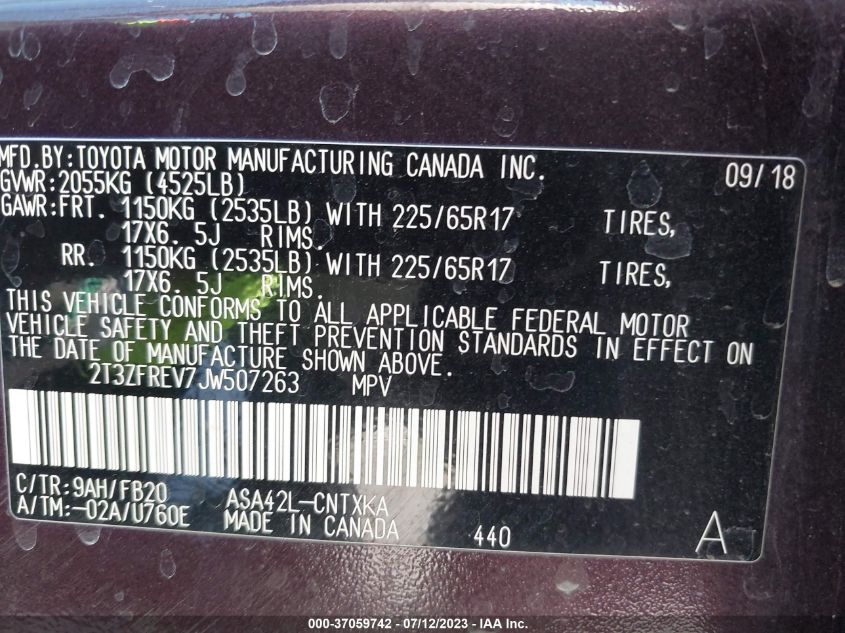 MFD.BY:TOYOTA MOTOR MANUFACTURING CANADA INC. 09/18
GVWR:2055KG (4525LB)
GAWR:FRT. 1150KG (2535LB) WITH 225/65R17 TIRES,
17X6. 5J RIMS.
RR. 1150KG (2535LB) WITH 225/65R17 TIRES,
17X6. 5J RIMS.
THIS VEHICLE CONFORMS TO ALL APPLICABLE FEDERAL MOTOR
VEHICLE SAFETY AND THEFT PREVENTION STANDARDS IN EFFECT ON
THE DATE OF MANUFACTURE SHOWN ABOVE.
2T3ZFREV7JW507263 MPV
C/TR:9AH/FB20 ASA42L-CNTXKA
A/TM:-02A/U760E MADE IN CANADA 440 A
000-37059742 - 07/12/2023 - IAA Inc.